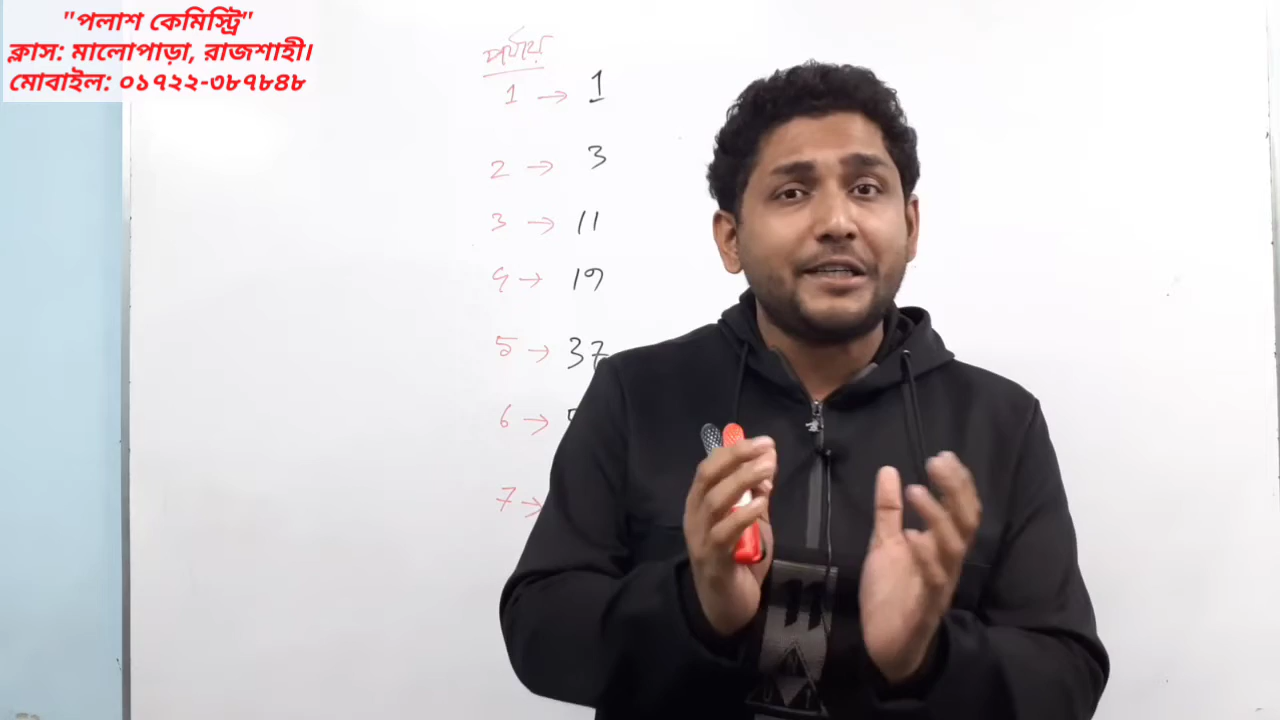 "পলাশ কেমিস্ট্রি"
ক্লাস: মালোপাড়া, রাজশাহী।
মোবাইল: ০১৭২২-৩৮৭৮৪৮
পর্যায়
1 → 1
2 → 3
3 → 11
4 → 19
5 → 37
6 →
7 →